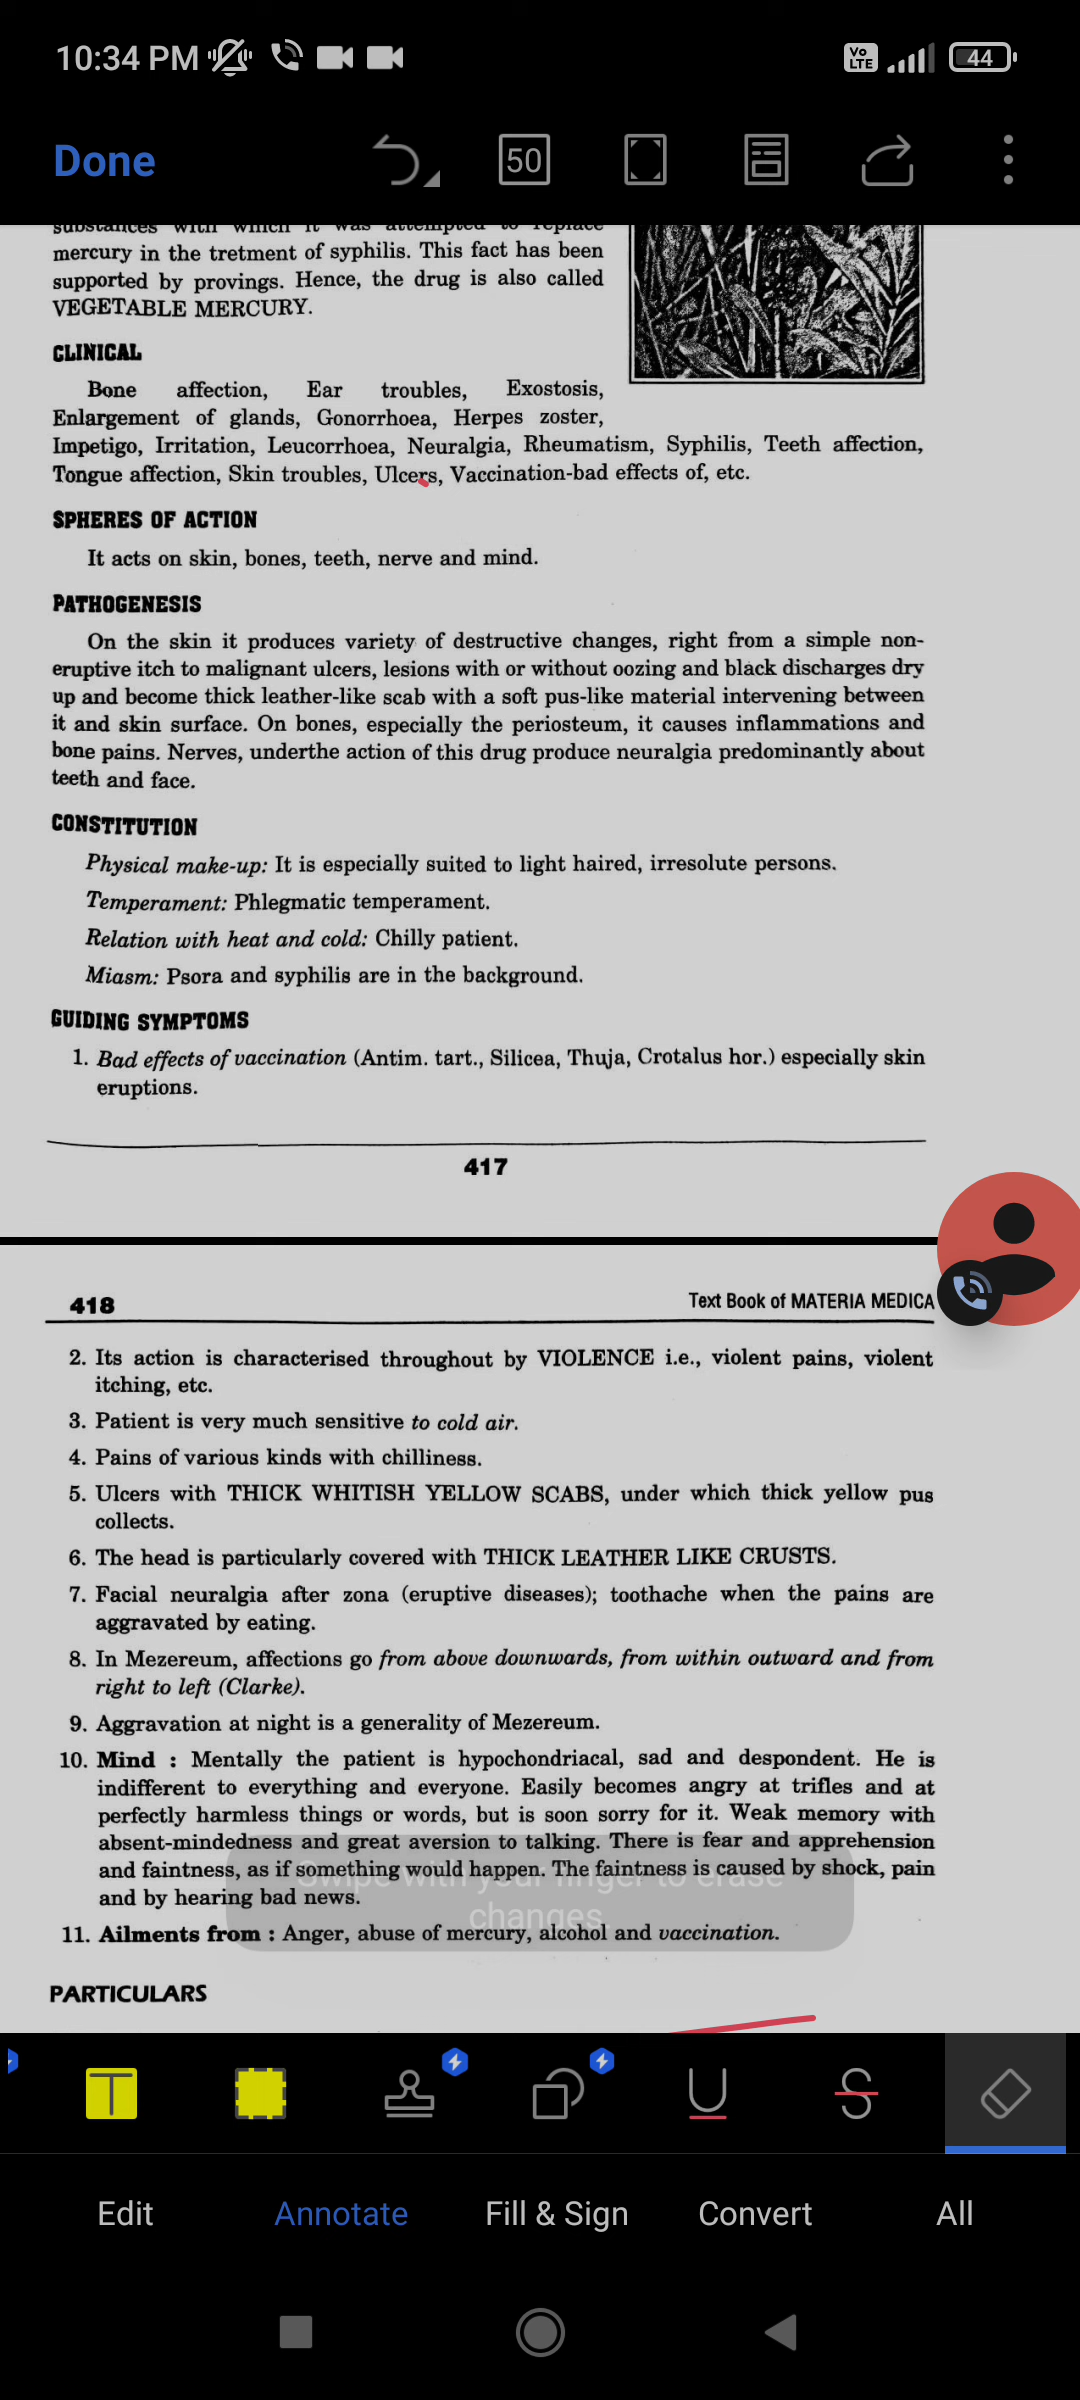 10:34 PM
Vo LTE
44
Done
50
substances with which it was attempted to replace
mercury in the tretment of syphilis. This fact has been
supported by provings. Hence, the drug is also called
VEGETABLE MERCURY.
CLINICAL
Bone affection, Ear troubles, Exostosis,
Enlargement of glands, Gonorrhoea, Herpes zoster,
Impetigo, Irritation, Leucorrhoea, Neuralgia, Rheumatism, Syphilis, Teeth affection,
Tongue affection, Skin troubles, Ulcers, Vaccination-bad effects of, etc.
SPHERES OF ACTION
It acts on skin, bones, teeth, nerve and mind.
PATHOGENESIS
On the skin it produces variety of destructive changes, right from a simple non-
eruptive itch to malignant ulcers, lesions with or without oozing and black discharges dry
up and become thick leather-like scab with a soft pus-like material intervening between
it and skin surface. On bones, especially the periosteum, it causes inflammations and
bone pains. Nerves, underthe action of this drug produce neuralgia predominantly about
teeth and face.
CONSTITUTION
Physical make-up: It is especially suited to light haired, irresolute persons.
Temperament: Phlegmatic temperament.
Relation with heat and cold: Chilly patient.
Miasm: Psora and syphilis are in the background.
GUIDING SYMPTOMS
1. Bad effects of vaccination (Antim. tart., Silicea, Thuja, Crotalus hor.) especially skin
eruptions.
417
418
Text Book of MATERIA MEDICA
2. Its action is characterised throughout by VIOLENCE i.e., violent pains, violent
itching, etc.
3. Patient is very much sensitive to cold air.
4. Pains of various kinds with chilliness.
5. Ulcers with THICK WHITISH YELLOW SCABS, under which thick yellow pus
collects.
6. The head is particularly covered with THICK LEATHER LIKE CRUSTS.
7. Facial neuralgia after zona (eruptive diseases); toothache when the pains are
aggravated by eating.
8. In Mezereum, affections go from above downwards, from within outward and from
right to left (Clarke).
9. Aggravation at night is a generality of Mezereum.
10. Mind : Mentally the patient is hypochondriacal, sad and despondent. He is
indifferent to everything and everyone. Easily becomes angry at trifles and at
perfectly harmless things or words, but is soon sorry for it. Weak memory with
absent-mindedness and great aversion to talking. There is fear and apprehension
and faintness, as if something would happen. The faintness is caused by shock, pain
and by hearing bad news.
Swipe with your finger to erase
changes.
11. Ailments from : Anger, abuse of mercury, alcohol and vaccination.
PARTICULARS
Edit
Annotate
Fill & Sign
Convert
All